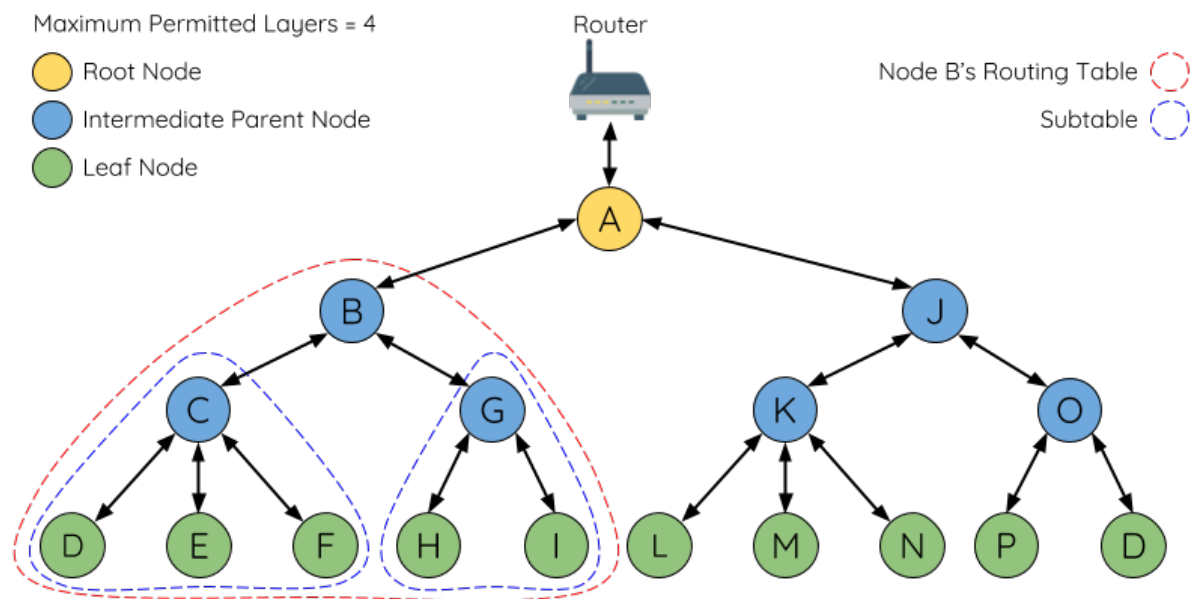 Maximum Permitted Layers = 4
Root Node
Intermediate Parent Node
Leaf Node
Router
Node B's Routing Table
Subtable
A
B
J
C
G
K
O
D
E
F
H
I
L
M
N
P
D